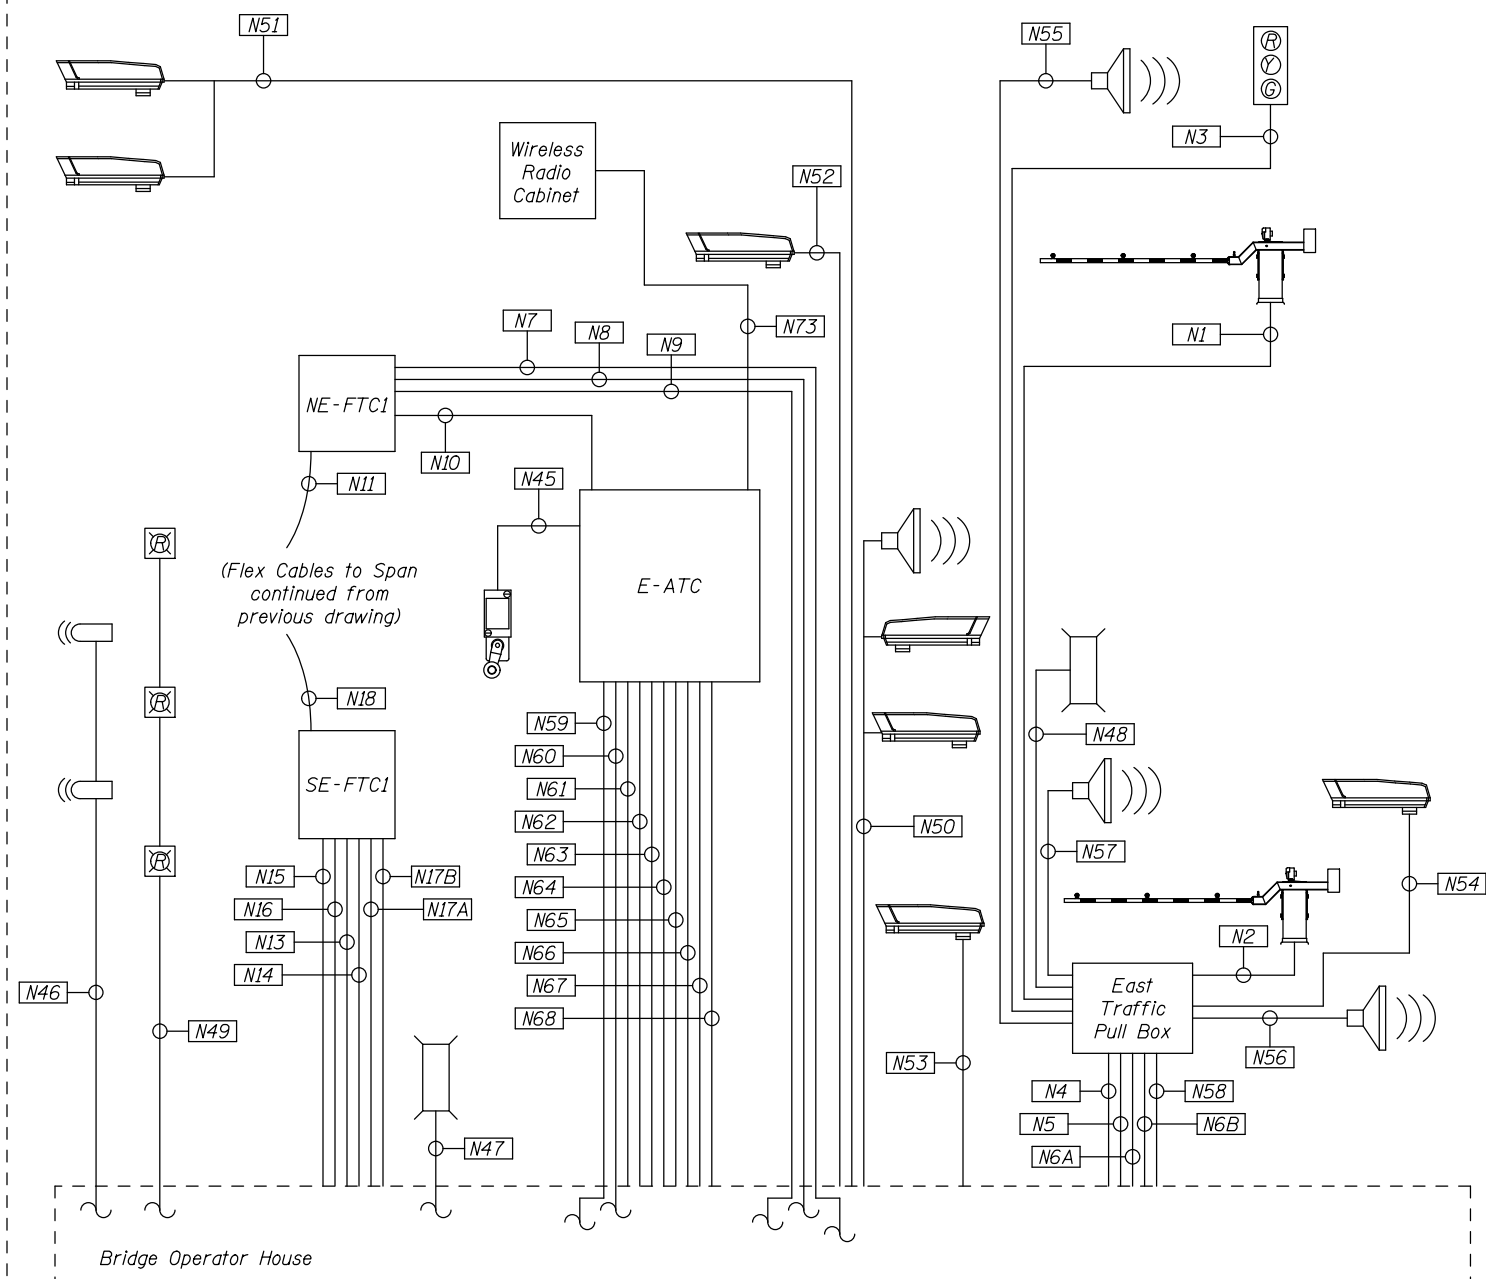 N51
N55
R
Y
G
N3
Wireless
Radio
Cabinet
N52
N1
N73
N7
N8
N9
NE-FTC1
N10
N11
N45
R
(Flex Cables to Span
continued from
previous drawing)
E-ATC
N18
R
N59
N60
N61
N62
N63
N64
N65
N66
N67
N68
SE-FTC1
N48
N57
N50
N54
R
N15
N16
N13
N14
N17B
N17A
N2
N46
N49
East
Traffic
Pull Box
N56
N53
N47
N4
N5
N6A
N58
N6B
Bridge Operator House